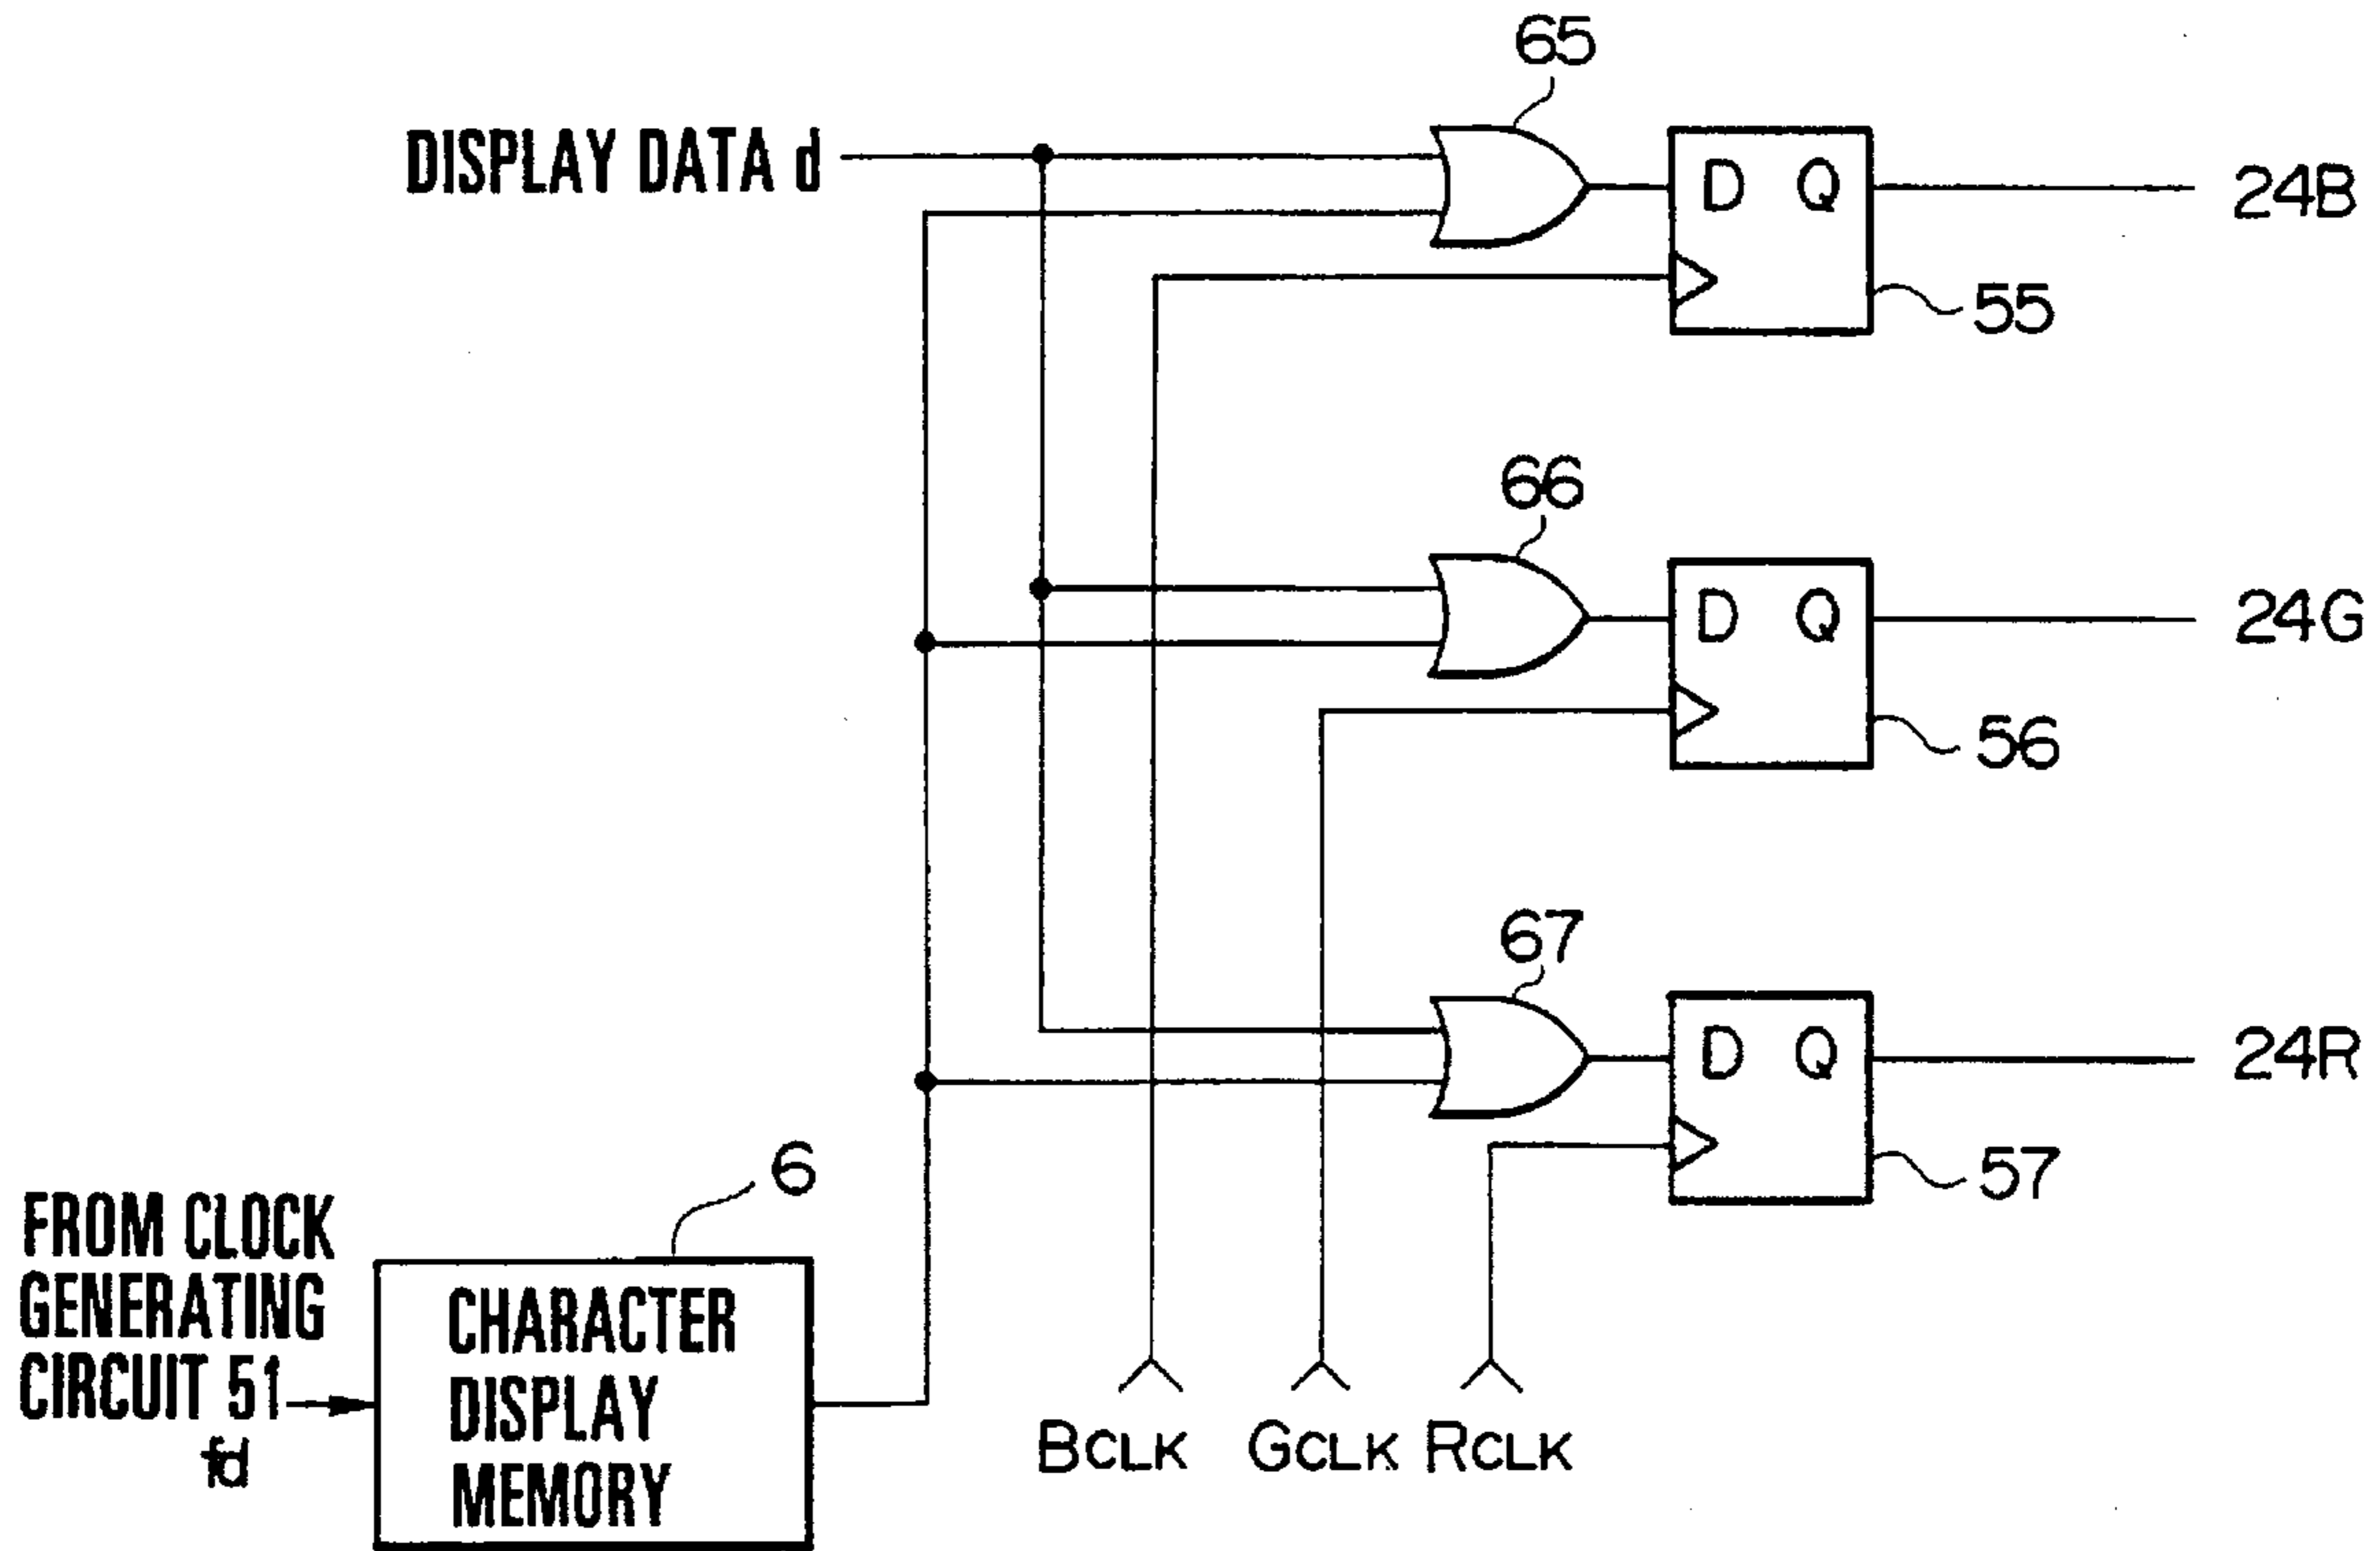 65
DISPLAY DATA d
D Q
24B
55
66
D Q
24G
56
67
D Q
24R
57
6
FROM CLOCK
GENERATING
CIRCUIT 51
fd
CHARACTER
DISPLAY
MEMORY
BCLK GCLK RCLK